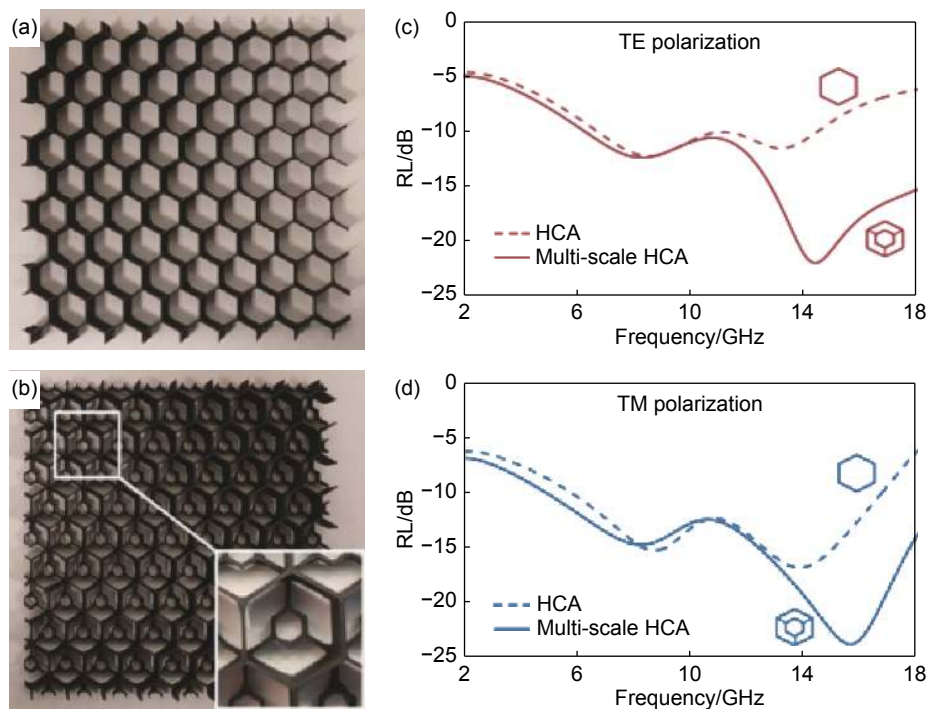 (a)
(c)
0
−5
−10
−15
−20
−25
RL/dB
TE polarization
HCA
Multi-scale HCA
2
6
10
14
18
Frequency/GHz
(b)
(d)
0
−5
−10
−15
−20
−25
RL/dB
TM polarization
HCA
Multi-scale HCA
2
6
10
14
18
Frequency/GHz